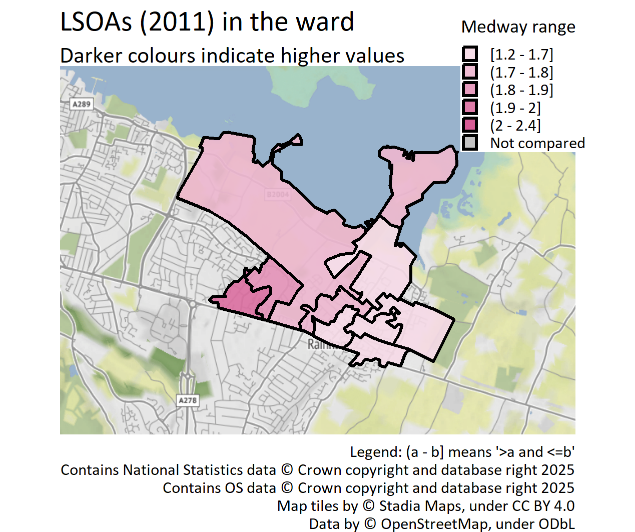 LSOAs (2011) in the ward
Darker colours indicate higher values
Medway range
[1.2 - 1.7]
(1.7 - 1.8]
(1.8 - 1.9]
(1.9 - 2]
(2 - 2.4]
Not compared
A289
A278
Legend: (a - b] means '>a and <=b'
Contains National Statistics data © Crown copyright and database right 2025
Contains OS data © Crown copyright and database right 2025
Map tiles by © Stadia Maps, under CC BY 4.0
Data by © OpenStreetMap, under ODbL